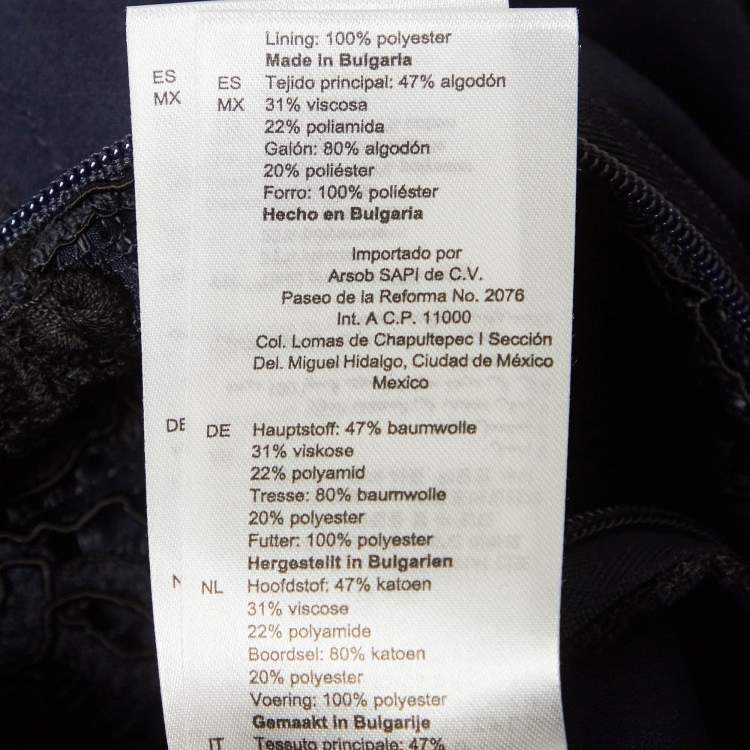 Lining: 100% polyester
Made in Bulgaria
ES
MX
ES Tejido principal: 47% algodón
MX 31% viscosa
22% poliamida
Galón: 80% algodón
20% poliéster
Forro: 100% poliéster
Hecho en Bulgaria
Importado por
Arsob SAPI de C.V.
Paseo de la Reforma No. 2076
Int. A C.P. 11000
Col. Lomas de Chapultepec I Sección
Del. Miguel Hidalgo, Ciudad de México
Mexico
DE
DE Hauptstoff: 47% baumwolle
31% viskose
22% polyamid
Tresse: 80% baumwolle
20% polyester
Futter: 100% polyester
Hergestellt in Bulgarien
NL Hoofdstof: 47% katoen
31% viscose
22% polyamide
Boordsel: 80% katoen
20% polyester
Voering: 100% polyester
Gemaakt in Bulgarije
IT Tessuto principale: 47%